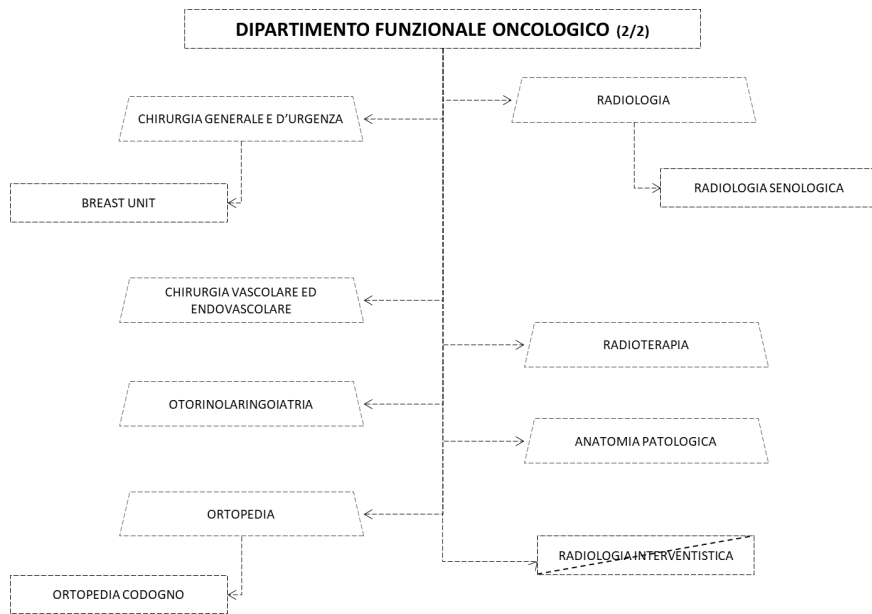 DIPARTIMENTO FUNZIONALE ONCOLOGICO (2/2)
CHIRURGIA GENERALE E D'URGENZA
RADIOLOGIA
BREAST UNIT
RADIOLOGIA SENOLOGICA
CHIRURGIA VASCOLARE ED
ENDOVASCOLARE
RADIOTERAPIA
OTORINOLARINGOIATRIA
ANATOMIA PATOLOGICA
ORTOPEDIA
RADIOLOGIA INTERVENTISTICA
ORTOPEDIA CODOGNO